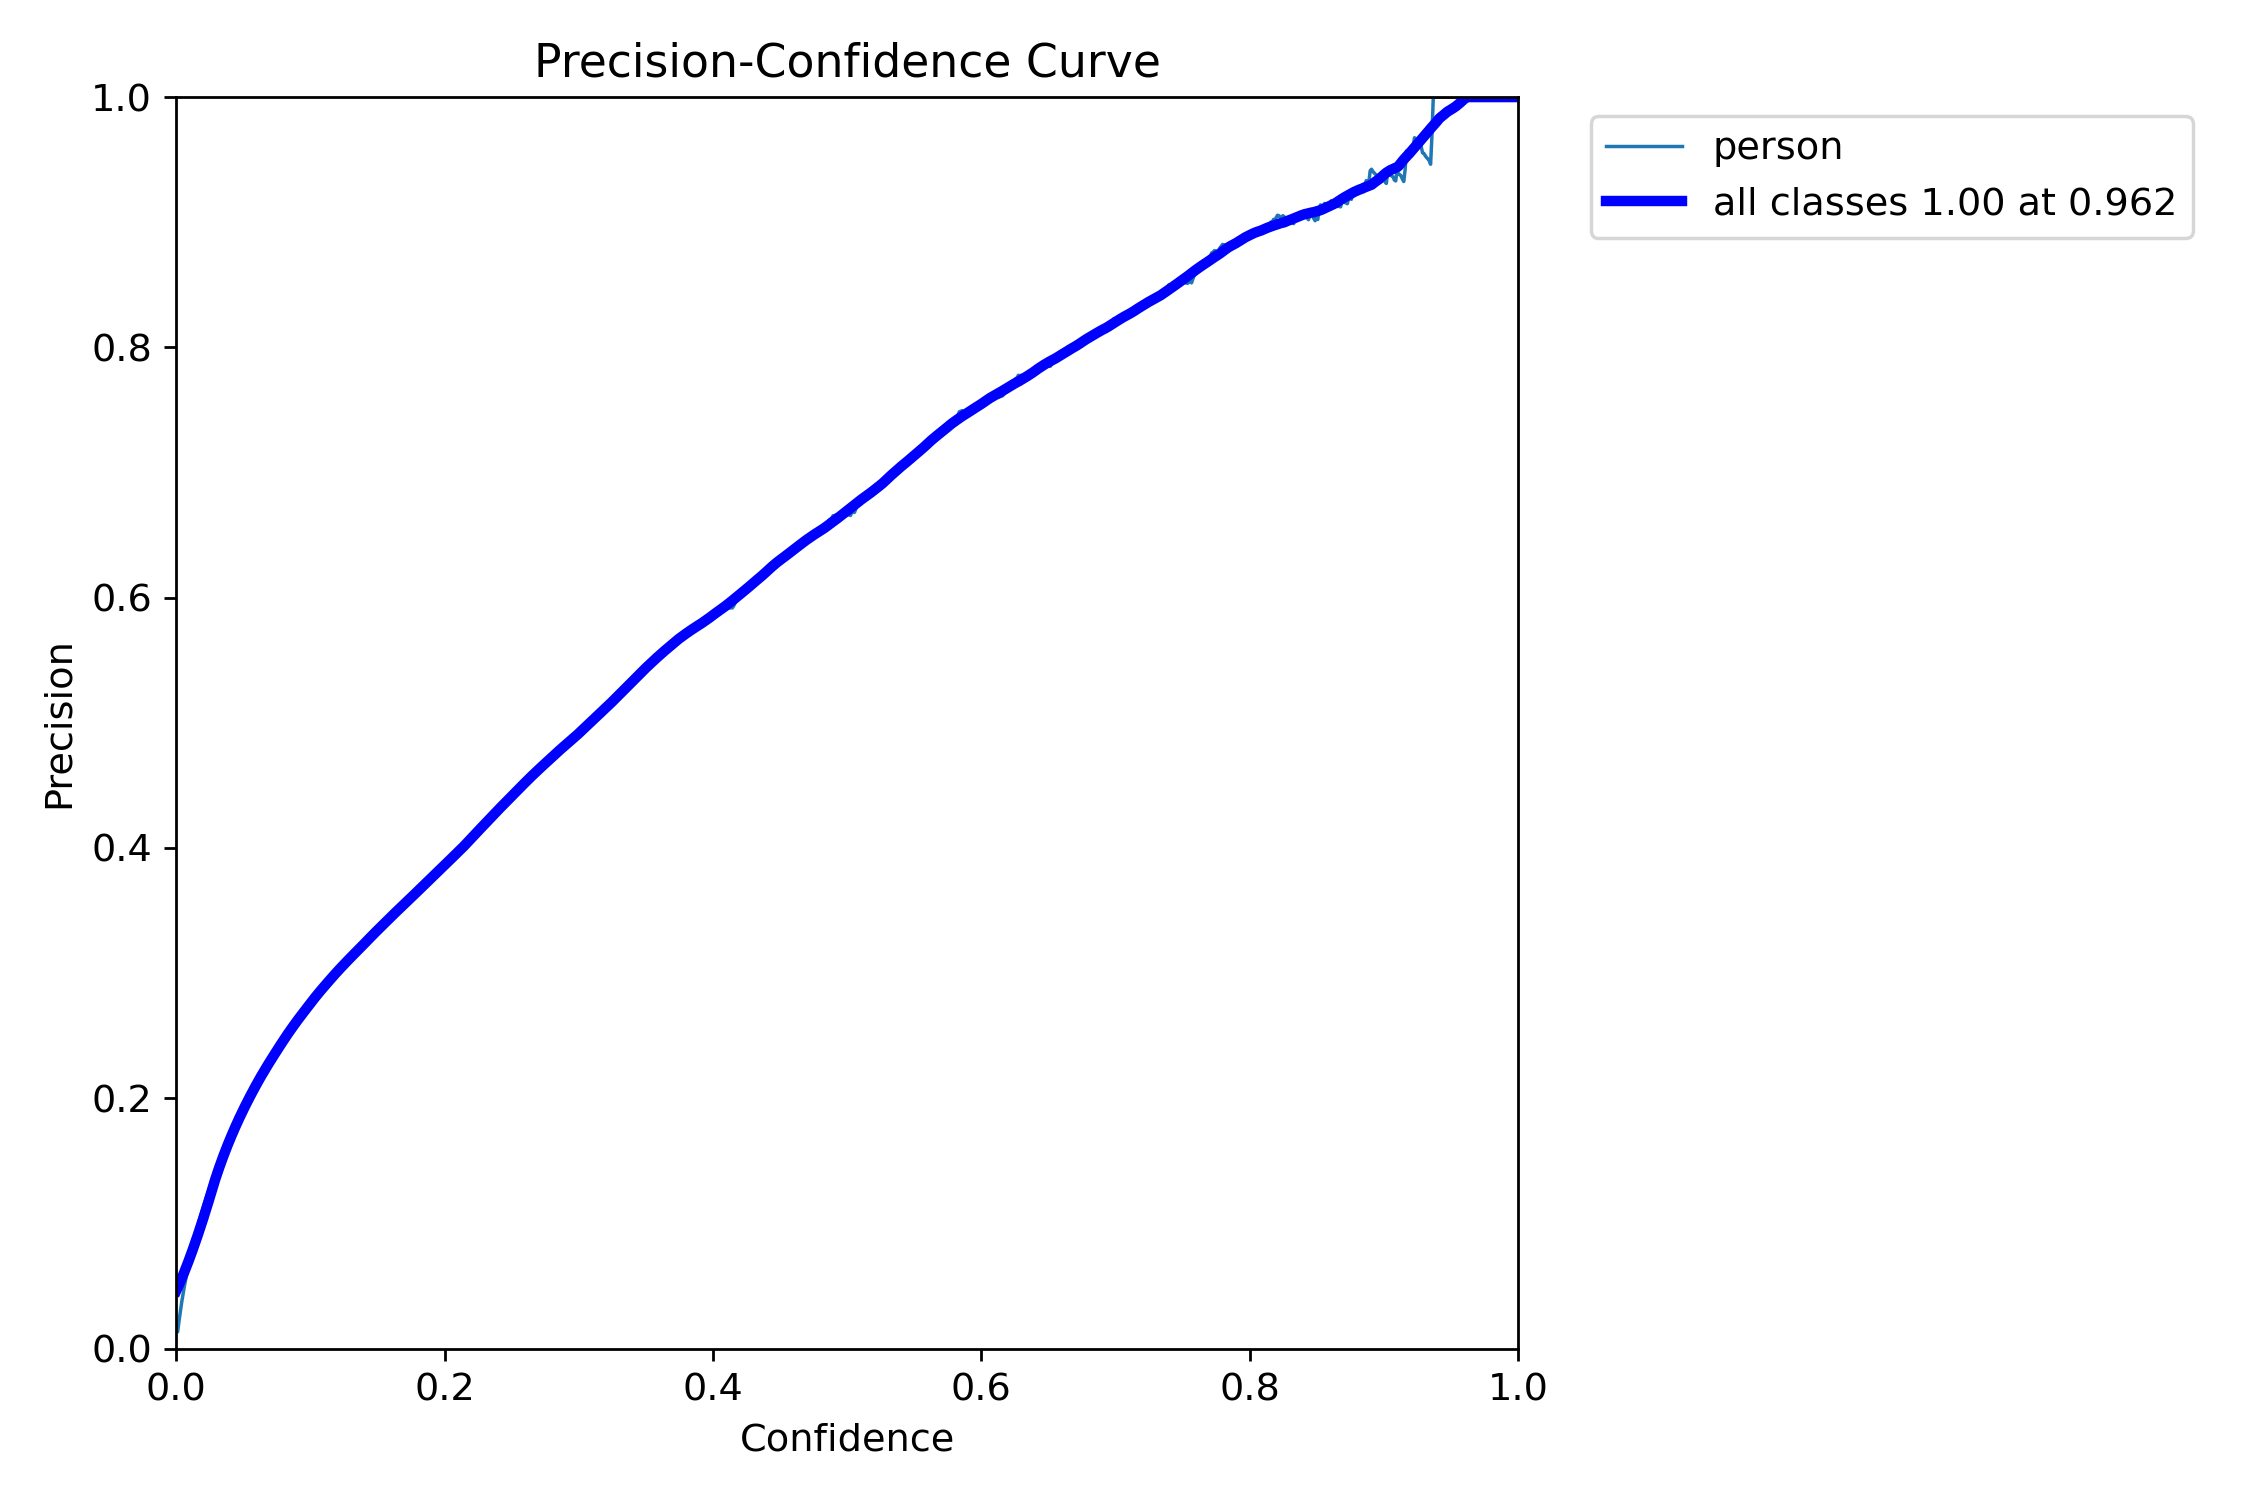 Precision-Confidence Curve
1.0
0.8
0.6
0.4
0.2
0.0
Precision
0.0 0.2 0.4 0.6 0.8 1.0
Confidence
person
all classes 1.00 at 0.962